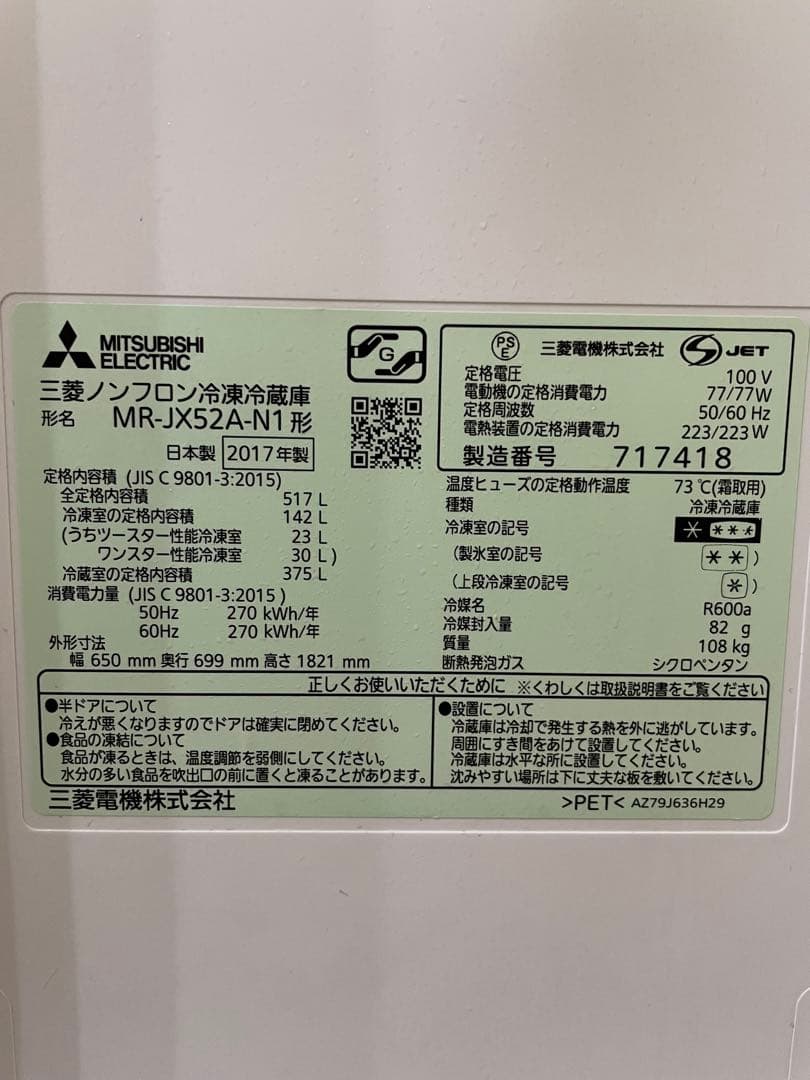 MITSUBISHI
ELECTRIC
三菱ノンフロン冷凍冷蔵庫
形名 MR-JX52A-N1形
日本製 2017年製
G
定格内容積 (JIS C 9801-3:2015)
全定格内容積 517 L
冷凍室の定格内容積 142 L
(うちツースター性能冷凍室 23 L
ワンスター性能冷凍室 30 L)
冷蔵室の定格内容積 375 L
消費電力量 (JIS C 9801-3:2015)
50Hz 270 kWh/年
60Hz 270 kWh/年
外形寸法
幅 650 mm 奥行 699 mm 高さ 1821 mm
PSE 三菱電機株式会社 JET
定格電圧 100 V
電動機の定格消費電力 77/77W
定格周波数 50/60 Hz
電熱装置の定格消費電力 223/223W
製造番号 717418
温度ヒューズの定格動作温度 73℃(霜取用)
種類 冷凍冷蔵庫
冷凍室の記号 * ***
(製氷室の記号 **)
(上段冷凍室の記号 *)
冷媒名 R600a
冷媒封入量 82 g
質量 108 kg
断熱発泡ガス シクロペンタン
正しくお使いいただくために ※くわしくは取扱説明書をご覧ください
●半ドアについて
冷えが悪くなりますのでドアは確実に閉めてください。
●食品の凍結について
食品が凍るときは、温度調節を弱側にしてください。
水分の多い食品を吹出口の前に置くと凍ることがあります。
●設置について
冷蔵庫は冷却で発生する熱を外に逃がしています。
周囲にすき間をあけて設置してください。
冷蔵庫は水平な所に設置してください。
沈みやすい場所は下に丈夫な板を敷いてください。
三菱電機株式会社
>PET< AZ79J636H29